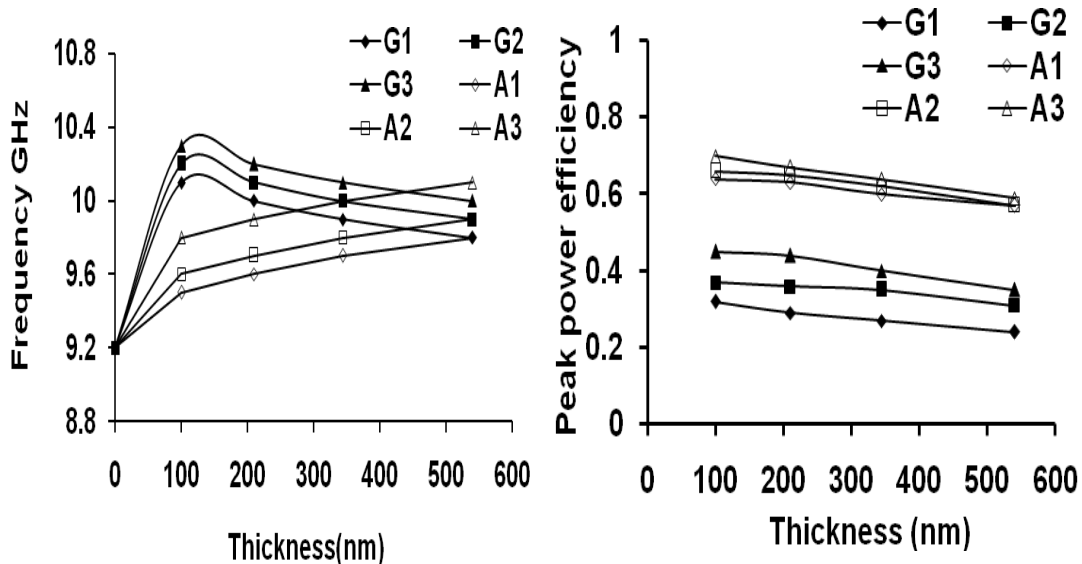 Frequency GHz
10.8
10.4
10
9.6
9.2
8.8
0 100 200 300 400 500 600
Thickness(nm)
G1 G2
G3 A1
A2 A3
Peak power efficiency
1
0.8
0.6
0.4
0.2
0
0 100 200 300 400 500 600
Thickness (nm)
G1 G2
G3 A1
A2 A3